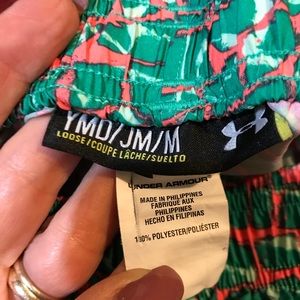 YMD/JM/M
LOOSE/COUPE LÂCHE/SUELTO
UNDER ARMOUR
MADE IN PHILIPPINES
FABRIQUE AUX
PHILIPPINES
HECHO EN FILIPINAS
100% POLYESTER/POLIÉSTER